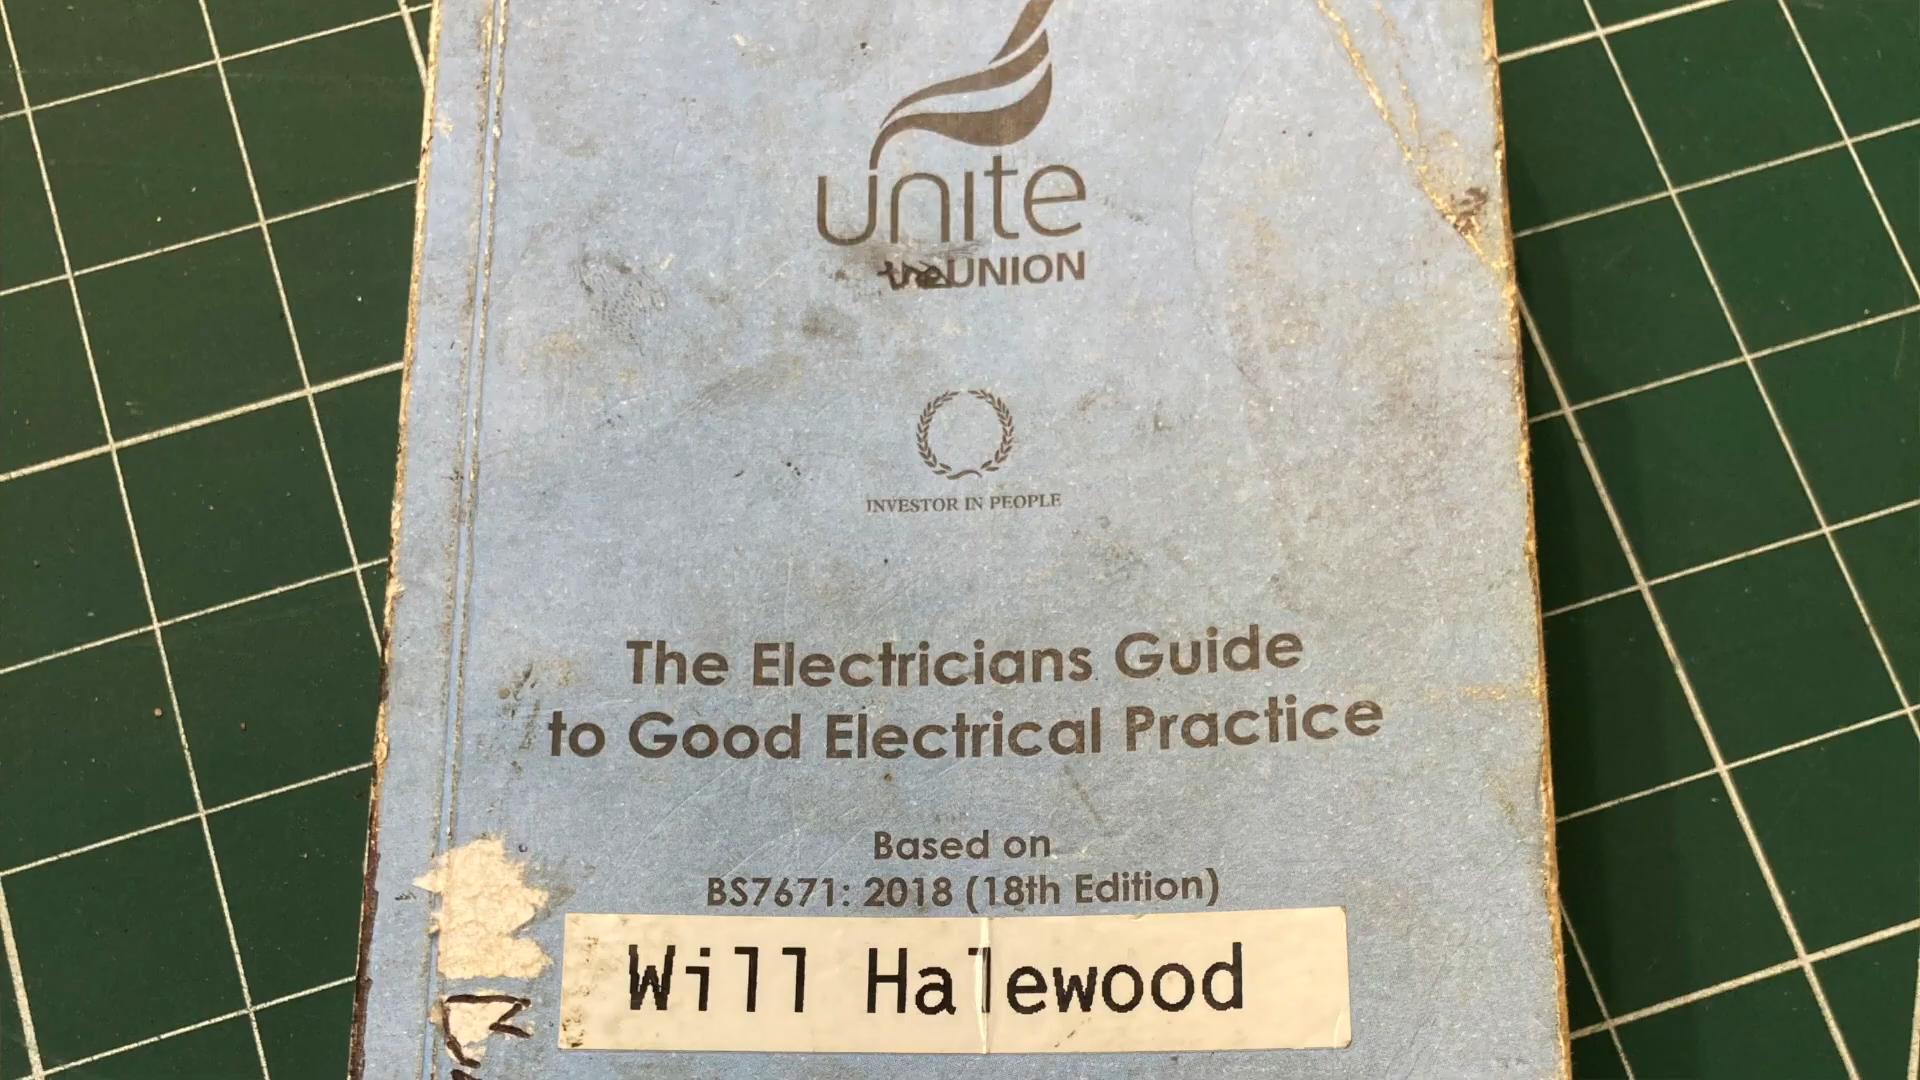 unite
theUNION
INVESTOR IN PEOPLE
The Electricians Guide
to Good Electrical Practice
Based on
BS7671: 2018 (18th Edition)
Will Halewood